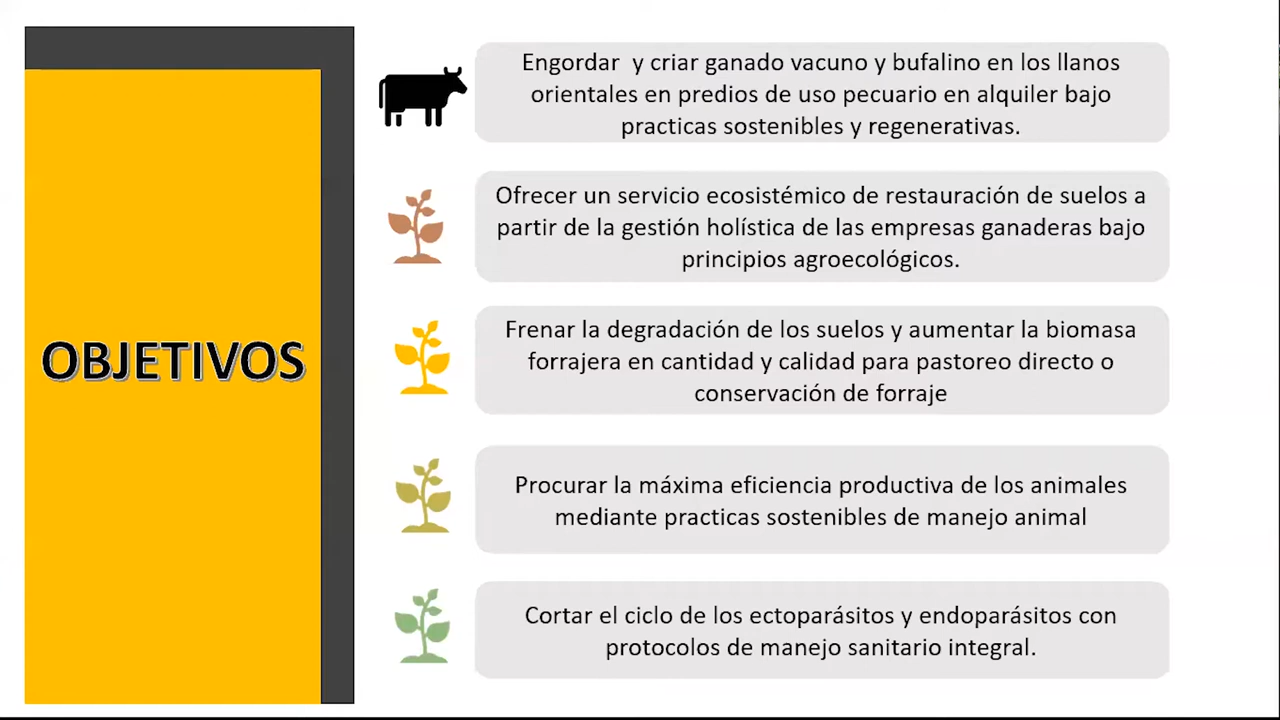 OBJETIVOS
Engordar  y criar ganado vacuno y bufalino en los llanos
orientales en predios de uso pecuario en alquiler bajo
practicas sostenibles y regenerativas.
Ofrecer un servicio ecosistémico de restauración de suelos a
partir de la gestión holística de las empresas ganaderas bajo
principios agroecológicos.
Frenar la degradación de los suelos y aumentar la biomasa
forrajera en cantidad y calidad para pastoreo directo o
conservación de forraje
Procurar la máxima eficiencia productiva de los animales
mediante practicas sostenibles de manejo animal
Cortar el ciclo de los ectoparásitos y endoparásitos con
protocolos de manejo sanitario integral.